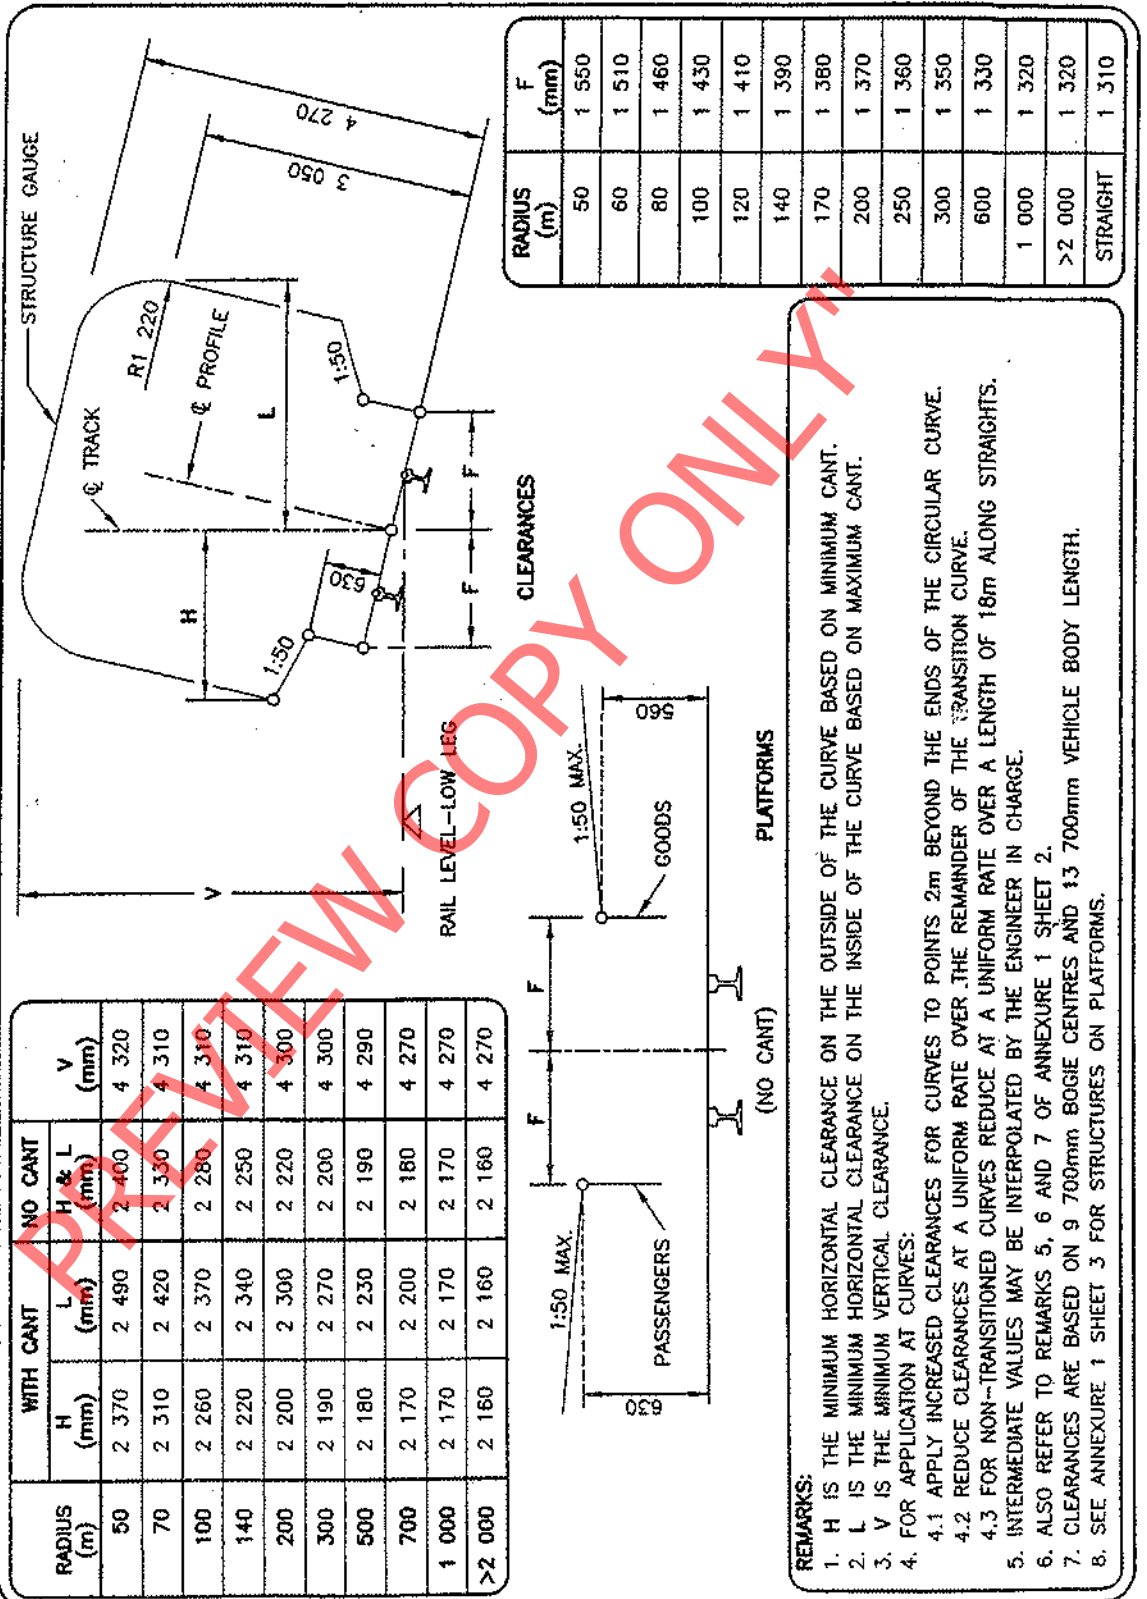 RADIUS (m) | WITH CANT H (mm) | WITH CANT L (mm) | NO CANT H & L (mm) | V (mm)
50 | 2 370 | 2 490 | 2 400 | 4 320
70 | 2 310 | 2 420 | 2 330 | 4 310
100 | 2 260 | 2 370 | 2 280 | 4 310
140 | 2 220 | 2 340 | 2 250 | 4 310
200 | 2 200 | 2 300 | 2 220 | 4 300
300 | 2 190 | 2 270 | 2 200 | 4 300
500 | 2 180 | 2 230 | 2 190 | 4 290
700 | 2 170 | 2 200 | 2 180 | 4 270
1 000 | 2 170 | 2 170 | 2 170 | 4 270
>2 000 | 2 160 | 2 160 | 2 160 | 4 270
STRUCTURE GAUGE
℄ TRACK
R1 220
℄ PROFILE
H
L
V
1:50
1:50
630
F
F
3 050
4 270
RAIL LEVEL-LOW LEG
CLEARANCES
1:50 MAX.
F
F
1:50 MAX.
PASSENGERS
GOODS
630
560
(NO CANT)
PLATFORMS
RADIUS (m) | F (mm)
50 | 1 550
60 | 1 510
80 | 1 460
100 | 1 430
120 | 1 410
140 | 1 390
170 | 1 380
200 | 1 370
250 | 1 360
300 | 1 350
600 | 1 330
1 000 | 1 320
>2 000 | 1 320
STRAIGHT | 1 310
REMARKS:
1. H IS THE MINIMUM HORIZONTAL CLEARANCE ON THE OUTSIDE OF THE CURVE BASED ON MINIMUM CANT.
2. L IS THE MINIMUM HORIZONTAL CLEARANCE ON THE INSIDE OF THE CURVE BASED ON MAXIMUM CANT.
3. V IS THE MINIMUM VERTICAL CLEARANCE.
4. FOR APPLICATION AT CURVES:
4.1 APPLY INCREASED CLEARANCES FOR CURVES TO POINTS 2m BEYOND THE ENDS OF THE CIRCULAR CURVE.
4.2 REDUCE CLEARANCES AT A UNIFORM RATE OVER THE REMAINDER OF THE TRANSITION CURVE.
4.3 FOR NON-TRANSITIONED CURVES REDUCE AT A UNIFORM RATE OVER A LENGTH OF 18m ALONG STRAIGHTS.
5. INTERMEDIATE VALUES MAY BE INTERPOLATED BY THE ENGINEER IN CHARGE.
6. ALSO REFER TO REMARKS 5, 6 AND 7 OF ANNEXURE 1 SHEET 2.
7. CLEARANCES ARE BASED ON 9 700mm BOGIE CENTRES AND 13 700mm VEHICLE BODY LENGTH.
8. SEE ANNEXURE 1 SHEET 3 FOR STRUCTURES ON PLATFORMS.
PREVIEW COPY ONLY"